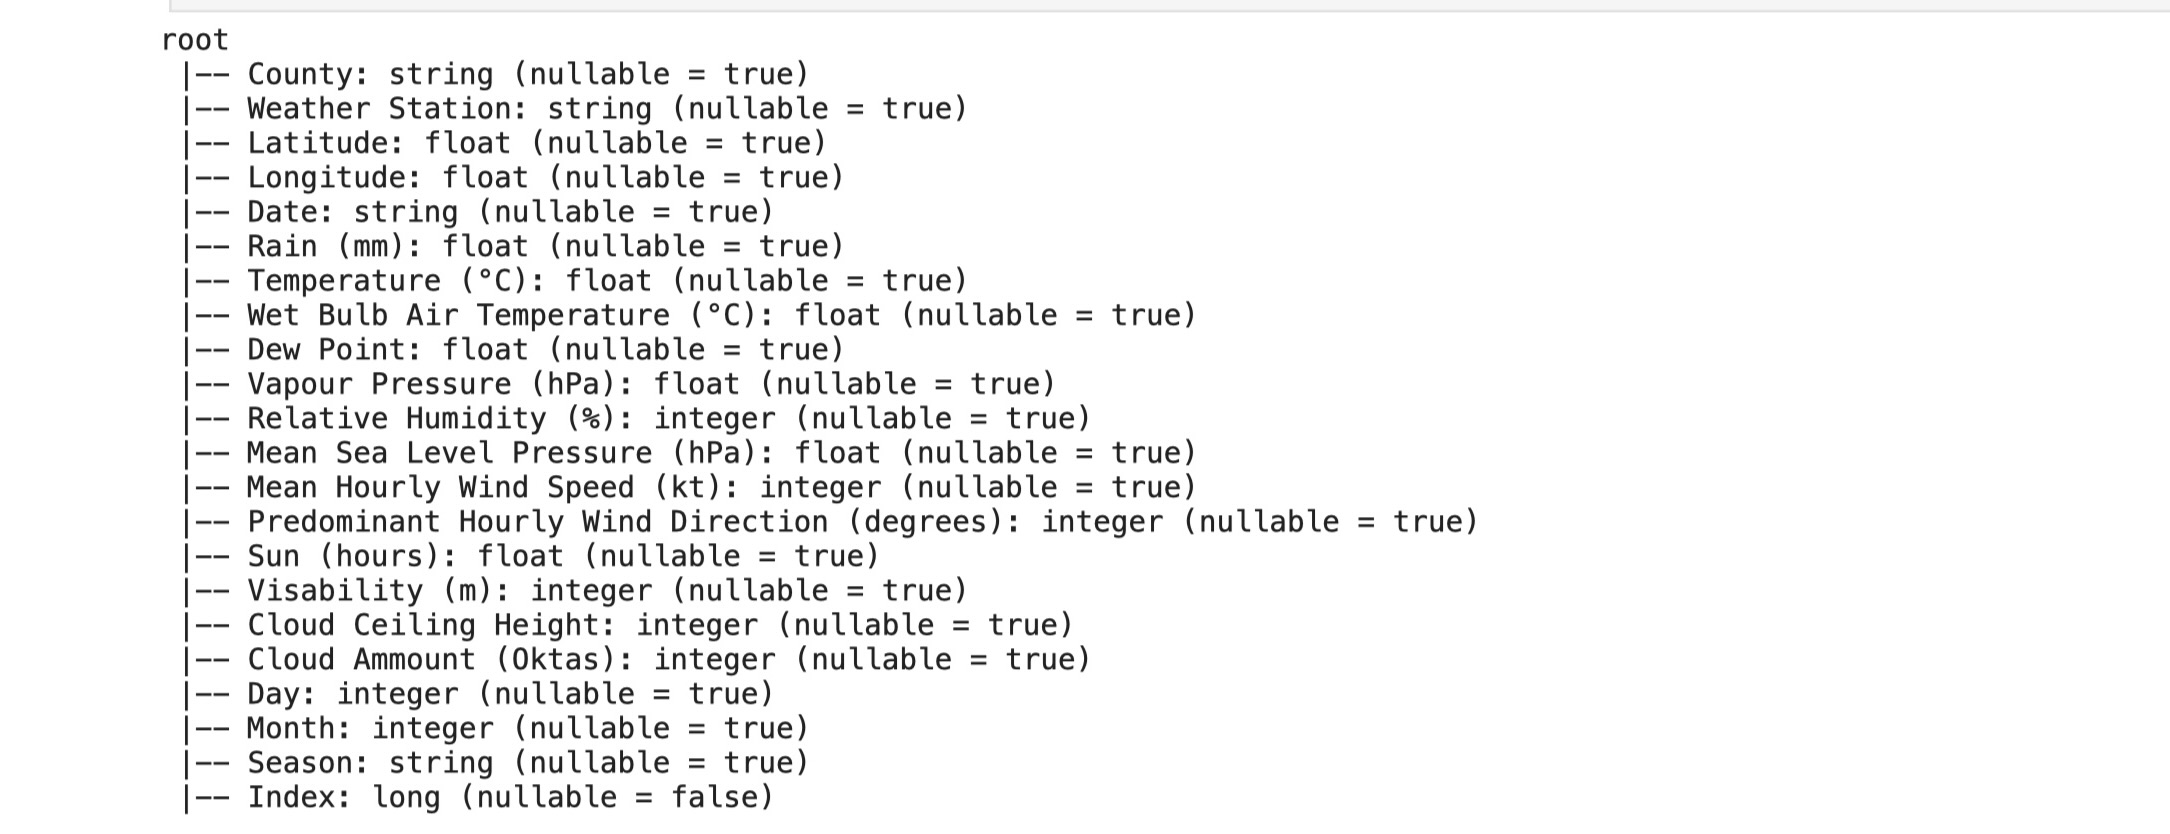 root
 |-- County: string (nullable = true)
 |-- Weather Station: string (nullable = true)
 |-- Latitude: float (nullable = true)
 |-- Longitude: float (nullable = true)
 |-- Date: string (nullable = true)
 |-- Rain (mm): float (nullable = true)
 |-- Temperature (°C): float (nullable = true)
 |-- Wet Bulb Air Temperature (°C): float (nullable = true)
 |-- Dew Point: float (nullable = true)
 |-- Vapour Pressure (hPa): float (nullable = true)
 |-- Relative Humidity (%): integer (nullable = true)
 |-- Mean Sea Level Pressure (hPa): float (nullable = true)
 |-- Mean Hourly Wind Speed (kt): integer (nullable = true)
 |-- Predominant Hourly Wind Direction (degrees): integer (nullable = true)
 |-- Sun (hours): float (nullable = true)
 |-- Visability (m): integer (nullable = true)
 |-- Cloud Ceiling Height: integer (nullable = true)
 |-- Cloud Ammount (Oktas): integer (nullable = true)
 |-- Day: integer (nullable = true)
 |-- Month: integer (nullable = true)
 |-- Season: string (nullable = true)
 |-- Index: long (nullable = false)